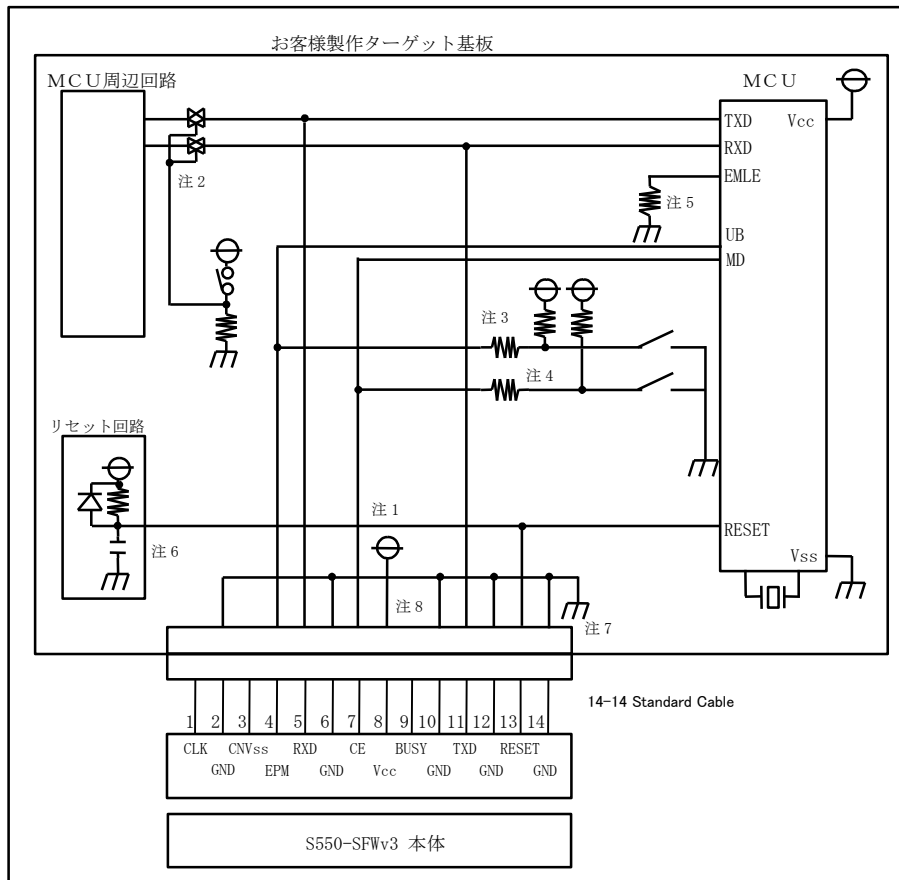 お客様製作ターゲット基板
MCU周辺回路
MCU
TXD
Vcc
RXD
EMLE
注2
注5
UB
MD
注3
注4
リセット回路
注1
RESET
注6
Vss
注8
注7
14-14 Standard Cable
1 2 3 4 5 6 7 8 9 10 11 12 13 14
CLK CNVss RXD CE BUSY TXD RESET
GND EPM GND Vcc GND GND GND
S550-SFWv3 本体